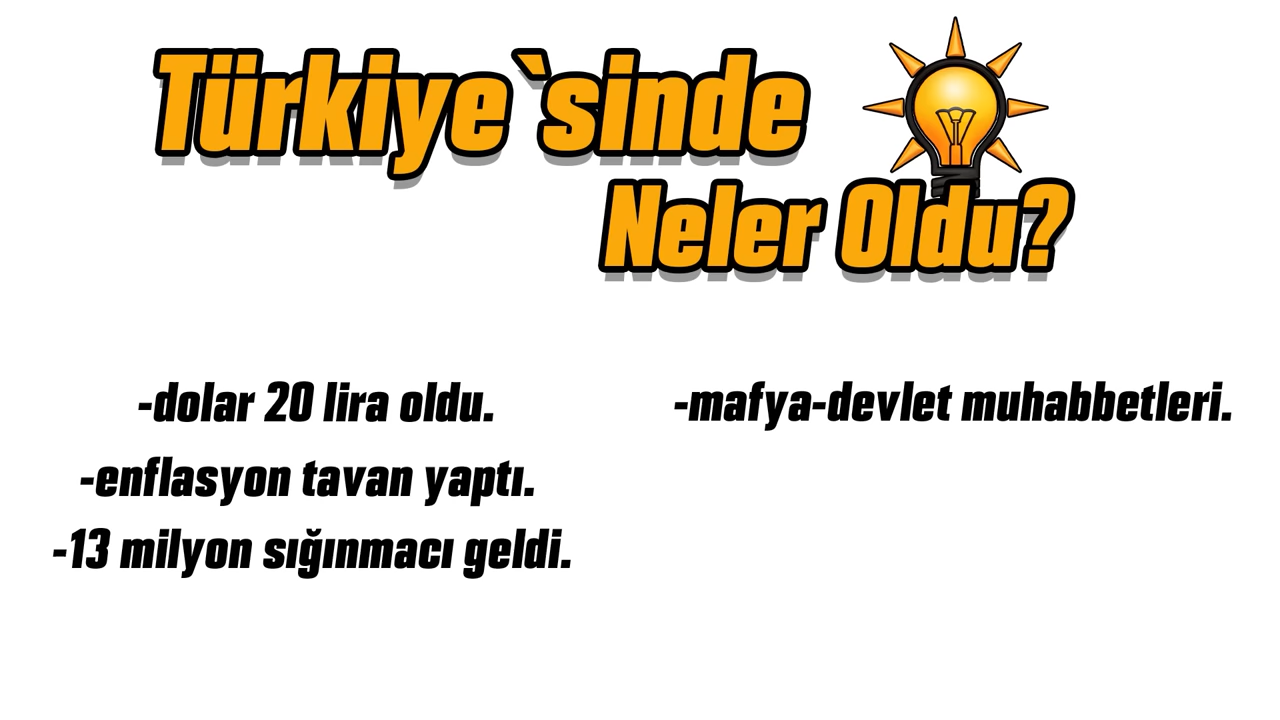 Türkiye`sinde
Neler Oldu?
-dolar 20 lira oldu.
-enflasyon tavan yaptı.
-13 milyon sığınmacı geldi.
-mafya-devlet muhabbetleri.